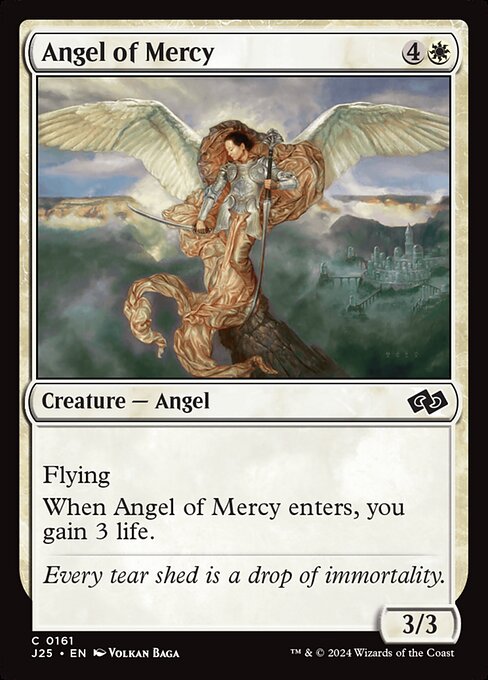 Angel of Mercy 4
Creature — Angel
Flying
When Angel of Mercy enters, you
gain 3 life.
Every tear shed is a drop of immortality.
3/3
C 0161
J25 • EN VOLKAN BAGA
™ & © 2024 Wizards of the Coast